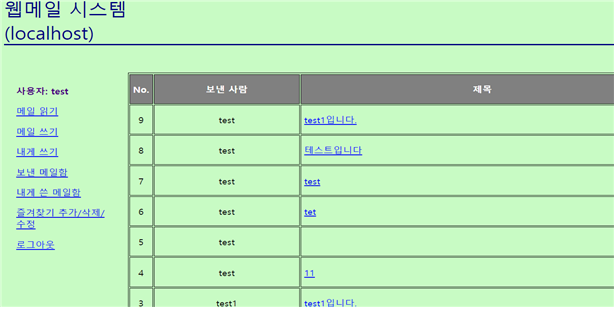 웹메일 시스템
(localhost)
사용자: test
메일 읽기
메일 쓰기
내게 쓰기
보낸 메일함
내게 쓴 메일함
즐겨찾기 추가/삭제/
수정
로그아웃
No. 보낸 사람 제목
9 test test1입니다.
8 test 테스트입니다
7 test test
6 test tet
5 test
4 test 11
3 test1 test1입니다.